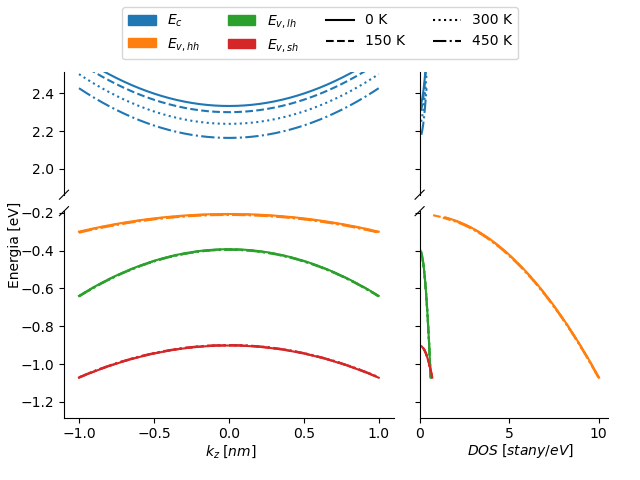 E_c E_{v,lh} 0 K 300 K
E_{v,hh} E_{v,sh} 150 K 450 K
Energia [eV]
2.4
2.2
2.0
−0.2
−0.4
−0.6
−0.8
−1.0
−1.2
−1.0 −0.5 0.0 0.5 1.0
k_z [nm]
0 5 10
DOS [stany/eV]